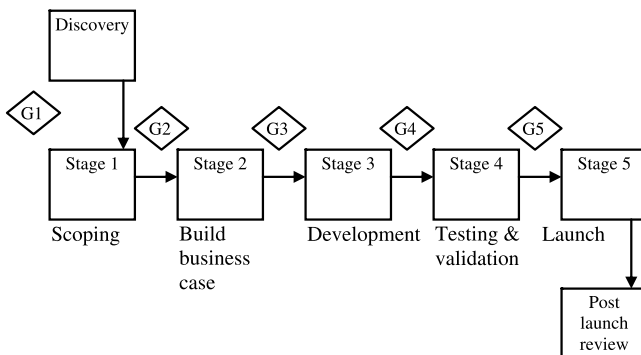 Discovery
G1
G2
G3
G4
G5
Stage 1
Stage 2
Stage 3
Stage 4
Stage 5
Scoping
Build
business
case
Development
Testing &
validation
Launch
Post
launch
review